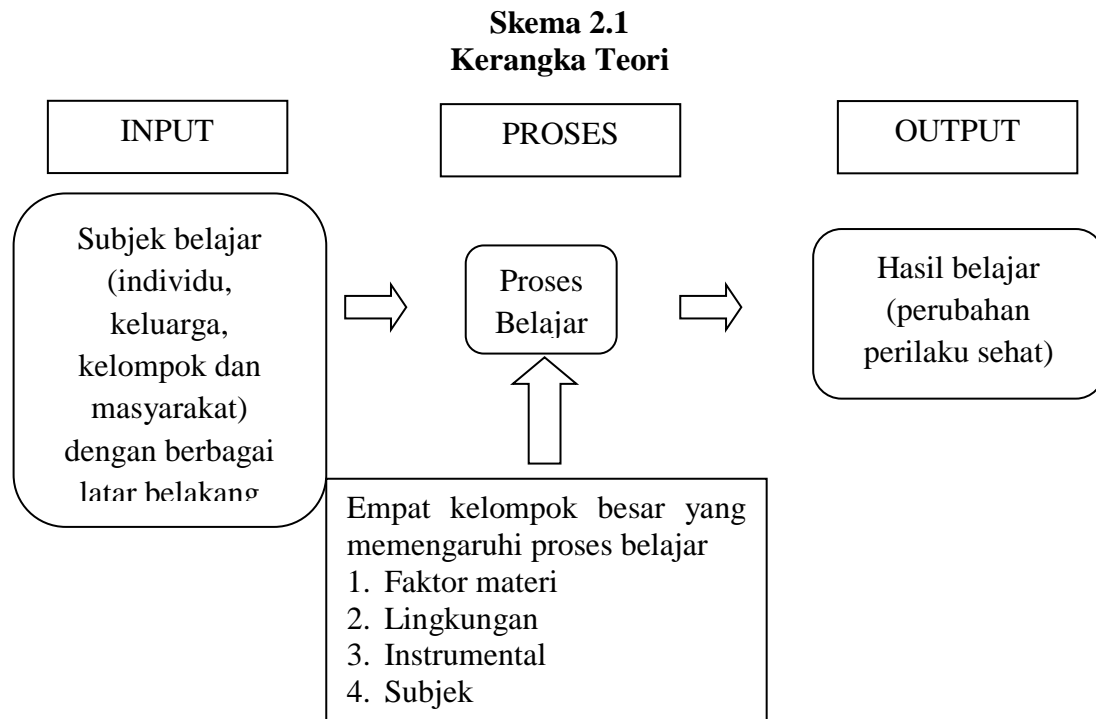 Skema 2.1
Kerangka Teori
INPUT
PROSES
OUTPUT
Subjek belajar
(individu,
keluarga,
kelompok dan
masyarakat)
dengan berbagai
latar belakang
Proses
Belajar
Hasil belajar
(perubahan
perilaku sehat)
Empat kelompok besar yang
memengaruhi proses belajar
1. Faktor materi
2. Lingkungan
3. Instrumental
4. Subjek